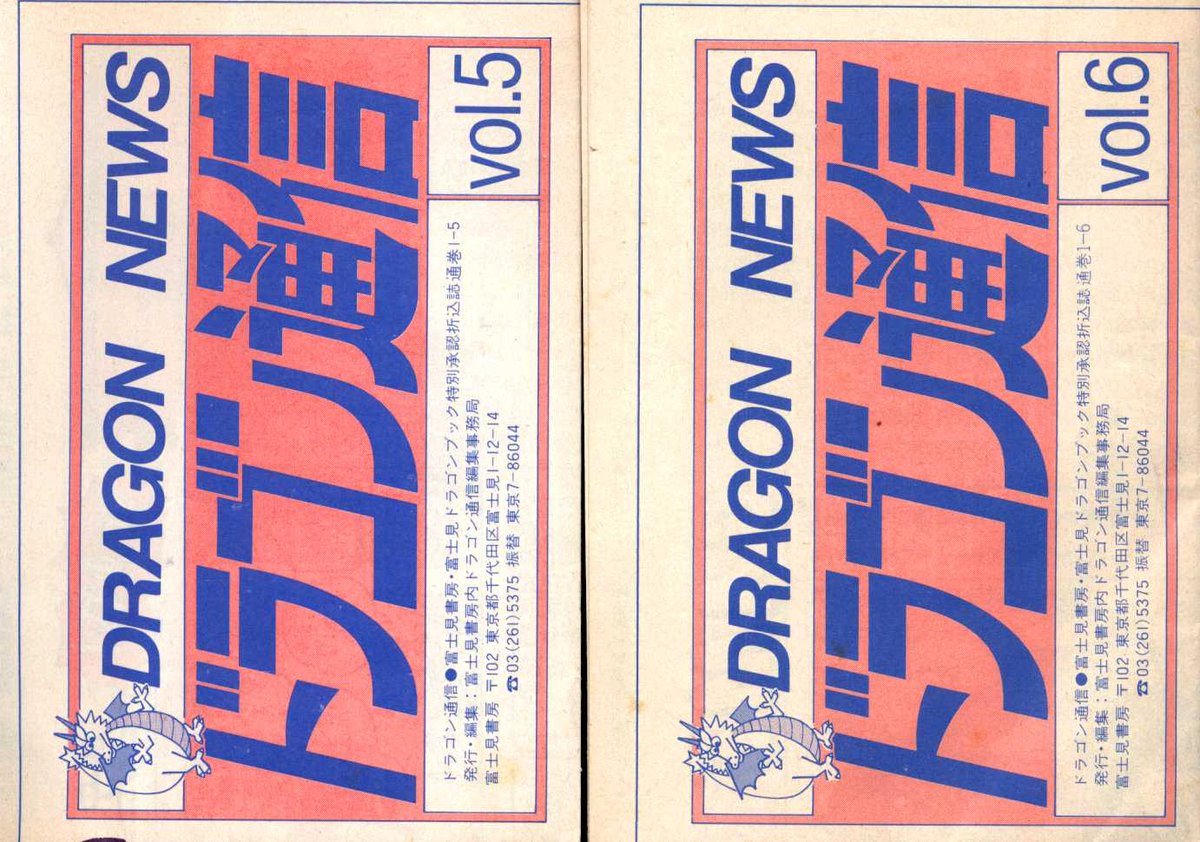 DRAGON NEWS
ドラゴン通信
vol.5
ドラゴン通信●富士見書房・富士見ドラゴンブック特別承認折込誌 通巻1-5
発行・編集：富士見書房内ドラゴン通信編集事務局
富士見書房 〒102 東京都千代田区富士見1-12-14
☎03(261)5375 振替 東京7-86044
DRAGON NEWS
ドラゴン通信
vol.6
ドラゴン通信●富士見書房・富士見ドラゴンブック特別承認折込誌 通巻1-6
発行・編集：富士見書房内ドラゴン通信編集事務局
富士見書房 〒102 東京都千代田区富士見1-12-14
☎03(261)5375 振替 東京7-86044